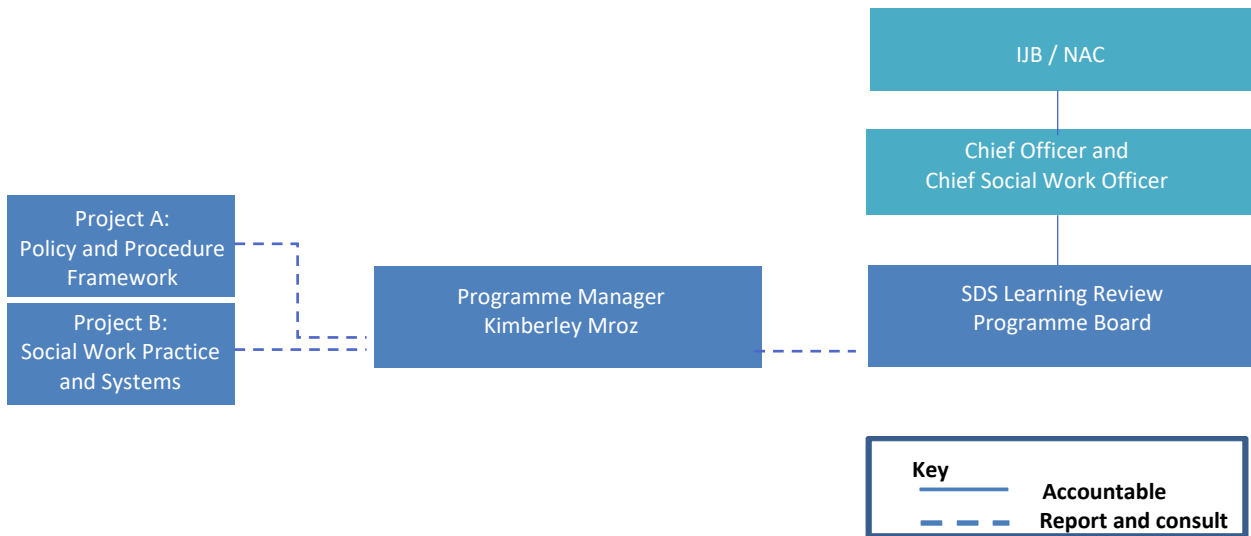 IJB / NAC
Chief Officer and
Chief Social Work Officer
Project A:
Policy and Procedure
Framework
Project B:
Social Work Practice
and Systems
Programme Manager
Kimberley Mroz
SDS Learning Review
Programme Board
Key
Accountable
Report and consult